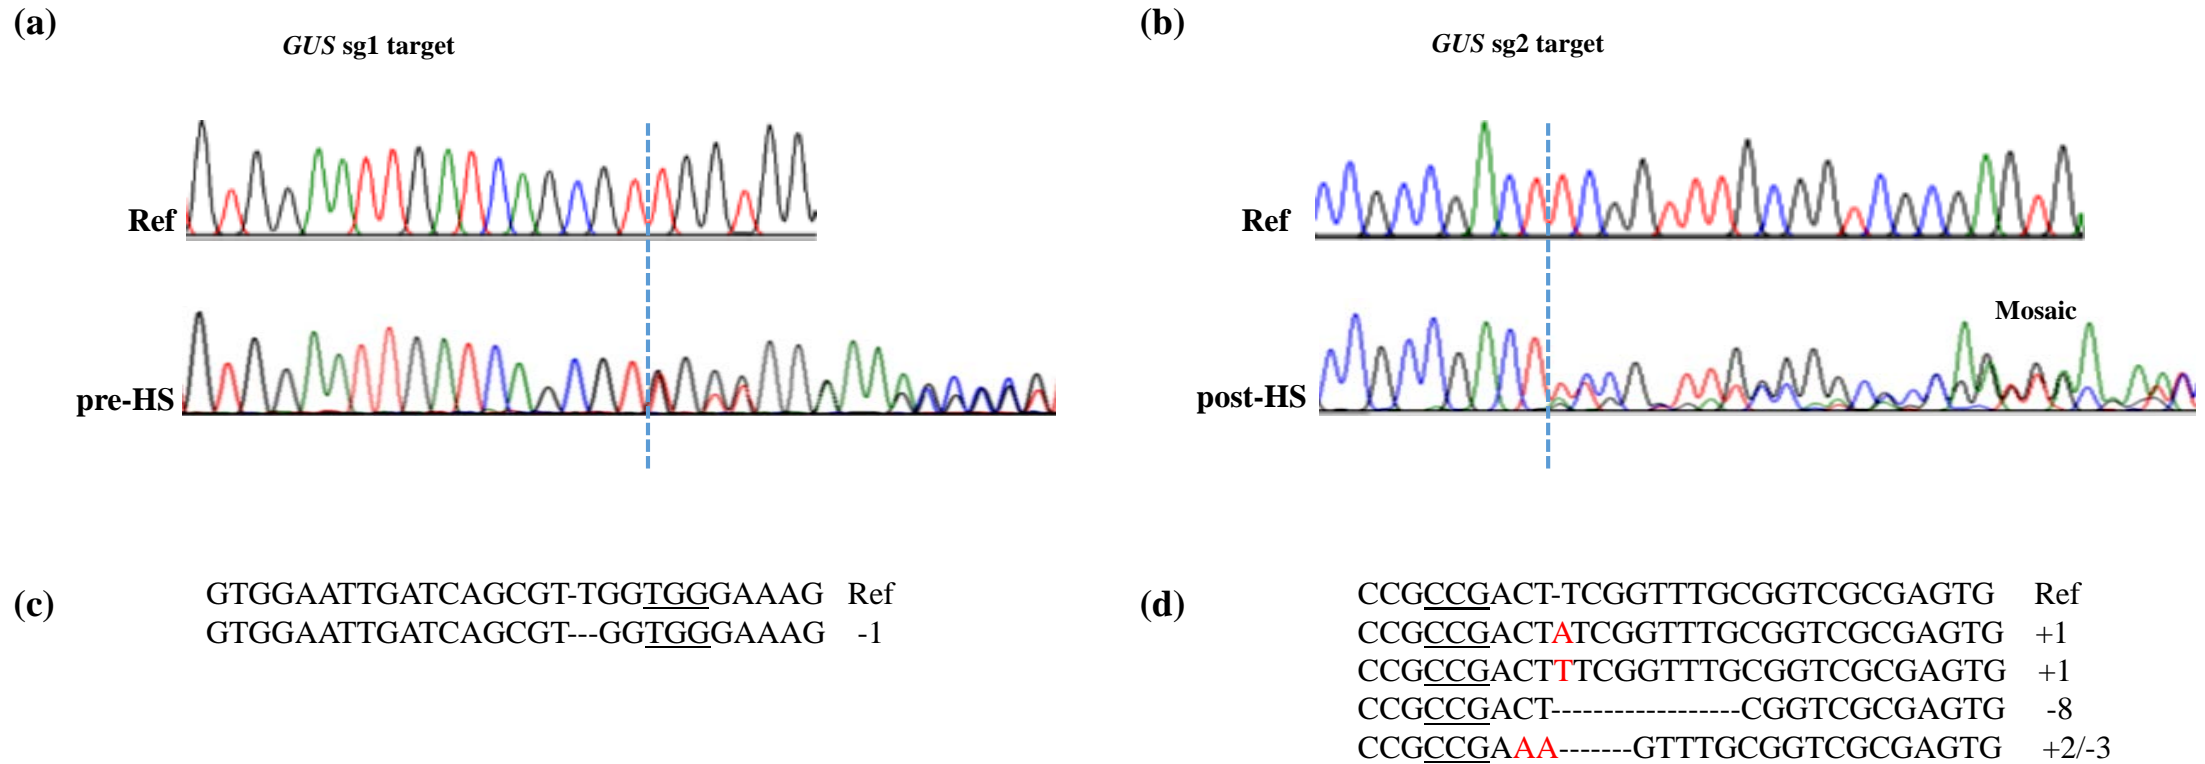 (a)
GUS sg1 target
Ref
pre-HS
(b)
GUS sg2 target
Ref
Mosaic
post-HS
(c)
GTGGAATTGATCAGCGT-TGGTGGGAAAG Ref
GTGGAATTGATCAGCGT---GGTGGGAAAG -1
(d)
CCGCCGACT-TCGGTTTGCGGTCGCGAGTG Ref
CCGCCGACTATCGGTTTGCGGTCGCGAGTG +1
CCGCCGACTTTCGGTTTGCGGTCGCGAGTG +1
CCGCCGACT------------------CGGTCGCGAGTG -8
CCGCCGAAA-------GTTTGCGGTCGCGAGTG +2/-3